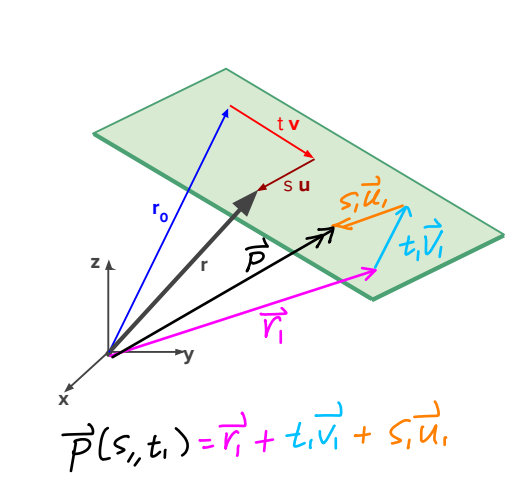 t v
s u
s₁u⃗₁
r₀
t₁v⃗₁
p⃗
r
z
r⃗₁
y
x
p⃗(s₁,t₁) = r⃗₁ + t₁v⃗₁ + s₁u⃗₁